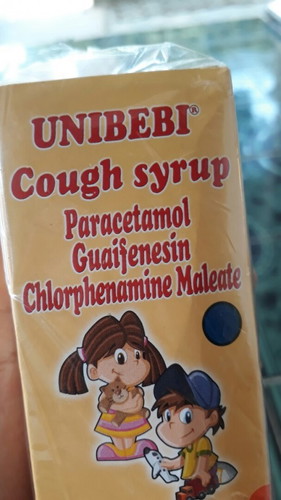 UNIBEBI®
Cough syrup
Paracetamol
Guaifenesin
Chlorphenamine Maleate